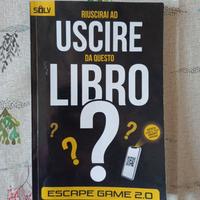 SOLV
RIUSCIRAI AD
USCIRE
DA QUESTO
LIBRO
?
?
?
?
ESCAPE GAME 2.0